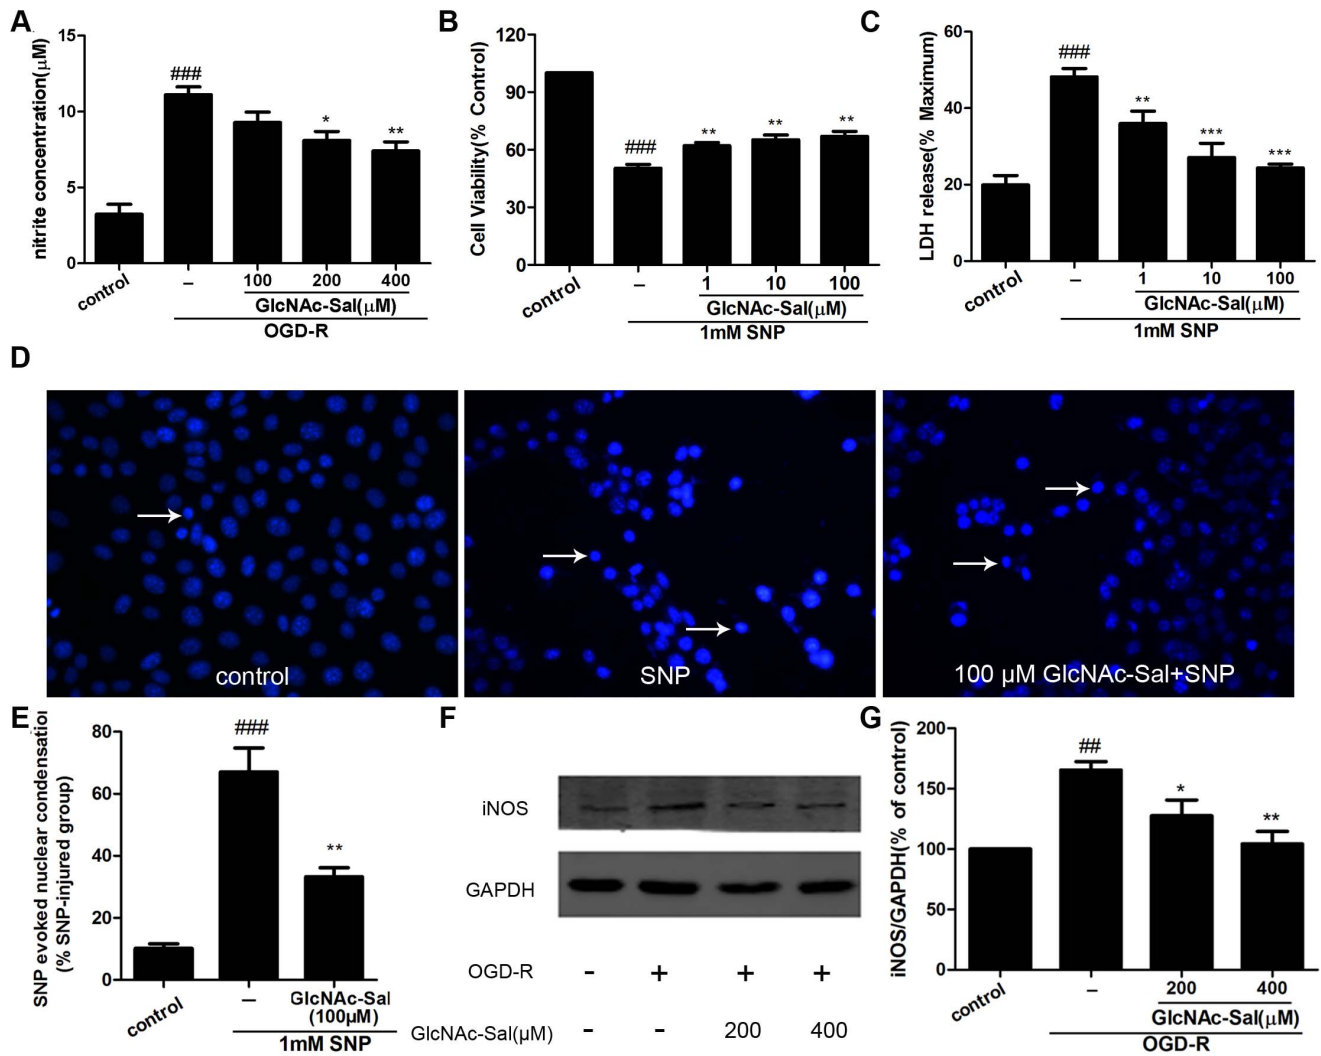 A
nitrite concentration(μM)
15
10
5
0
###
*
**
control
–
100
200
400
GlcNAc-Sal(μM)
OGD-R
B
Cell Viability(% Control)
120
90
60
30
0
###
**
**
**
control
–
1
10
100
GlcNAc-Sal(μM)
1mM SNP
C
LDH release(% Maximum)
60
40
20
0
###
**
***
***
control
–
1
10
100
GlcNAc-Sal(μM)
1mM SNP
D
control
SNP
100 μM GlcNAc-Sal+SNP
E
SNP evoked nuclear condensation
(% SNP-injured group)
80
60
40
20
0
###
**
control
–
GlcNAc-Sal
(100μM)
1mM SNP
F
iNOS
GAPDH
OGD-R - + + +
GlcNAc-Sal(μM) - - 200 400
G
iNOS/GAPDH(% of control)
200
150
100
50
0
##
*
**
control
–
200
400
GlcNAc-Sal(μM)
OGD-R